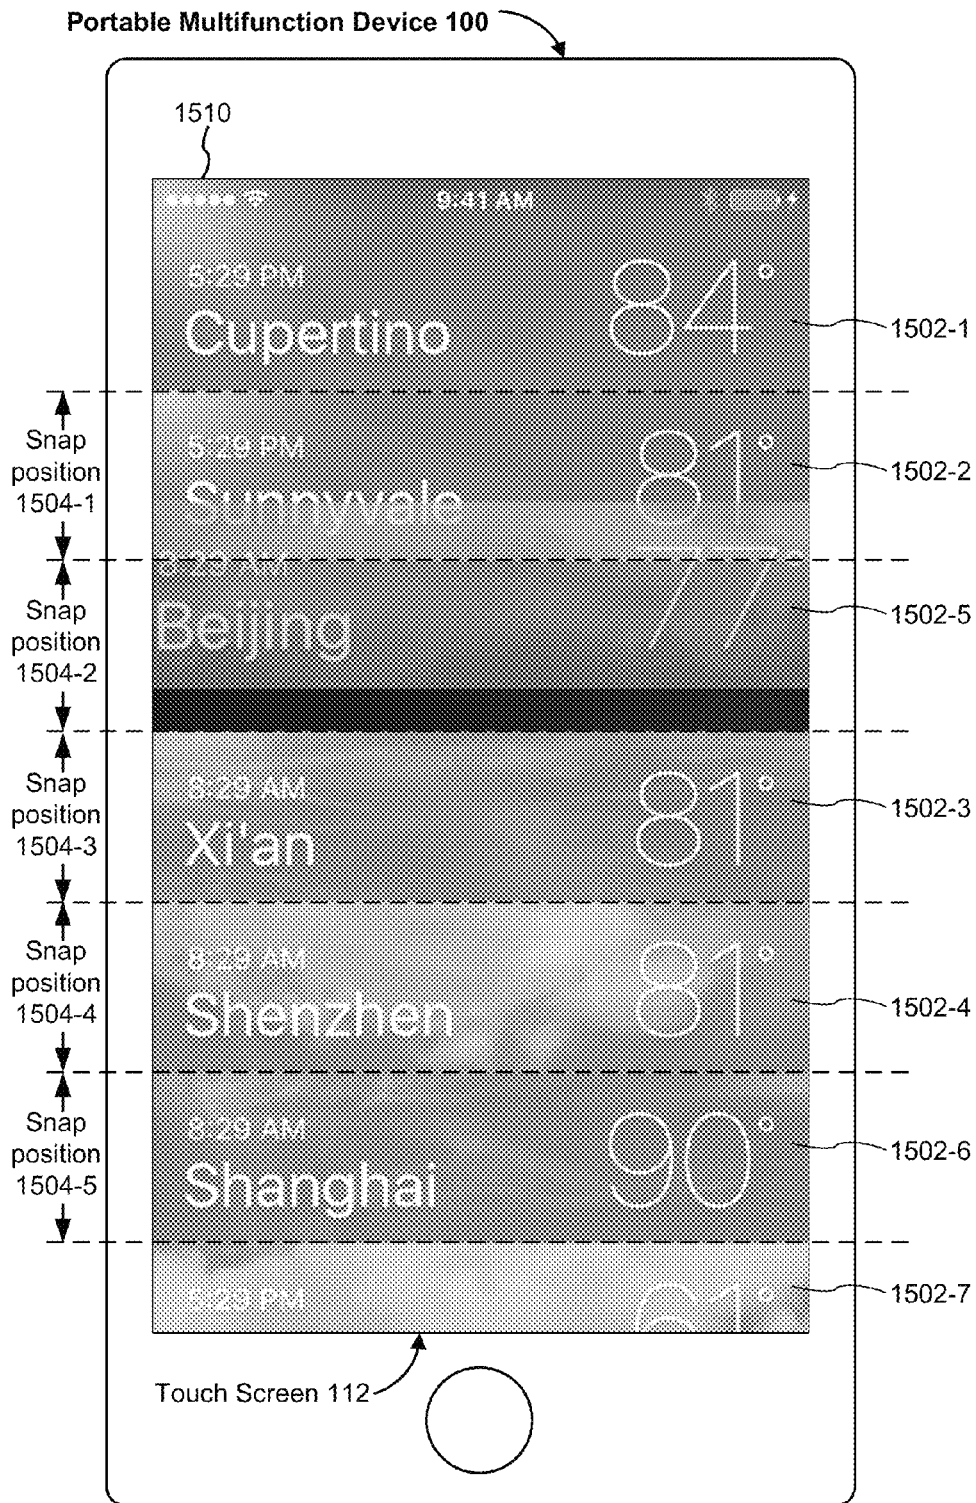 Portable Multifunction Device 100
1510
9:41 AM
5:29 PM
84°
Cupertino
1502-1
Snap
position
1504-1
5:29 PM
81°
Sunnyvale
1502-2
Snap
position
1504-2
77
Beijing
1502-5
Snap
position
1504-3
8:29 AM
81°
Xi'an
1502-3
Snap
position
1504-4
8:29 AM
81°
Shenzhen
1502-4
Snap
position
1504-5
8:29 AM
90°
Shanghai
1502-6
5:29 PM
1502-7
Touch Screen 112